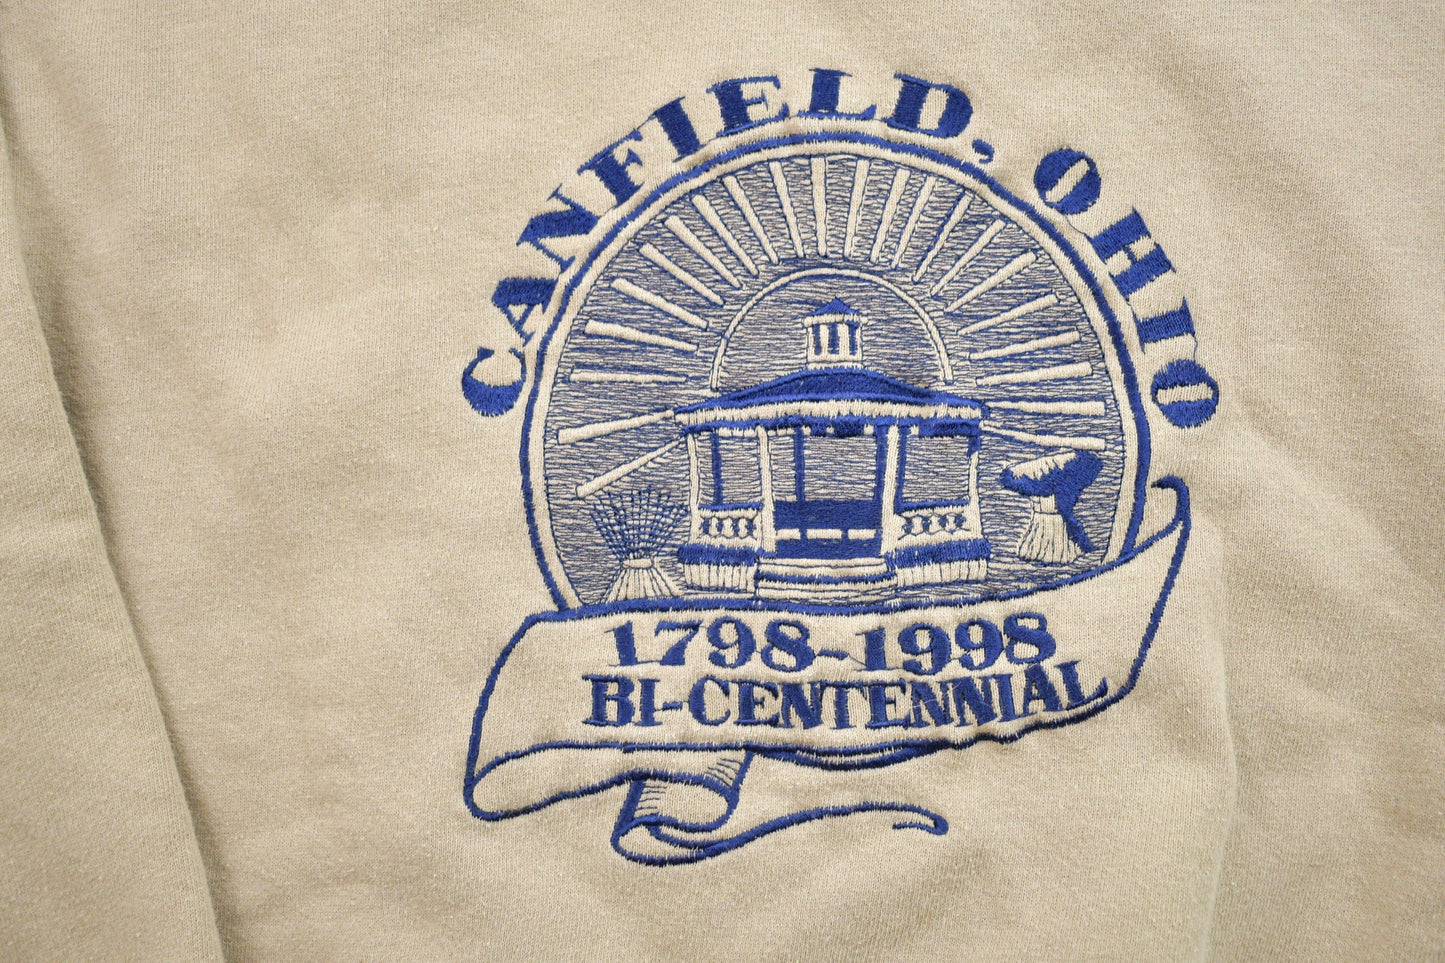 CANFIELD, OHIO
1798-1998
BI-CENTENNIAL